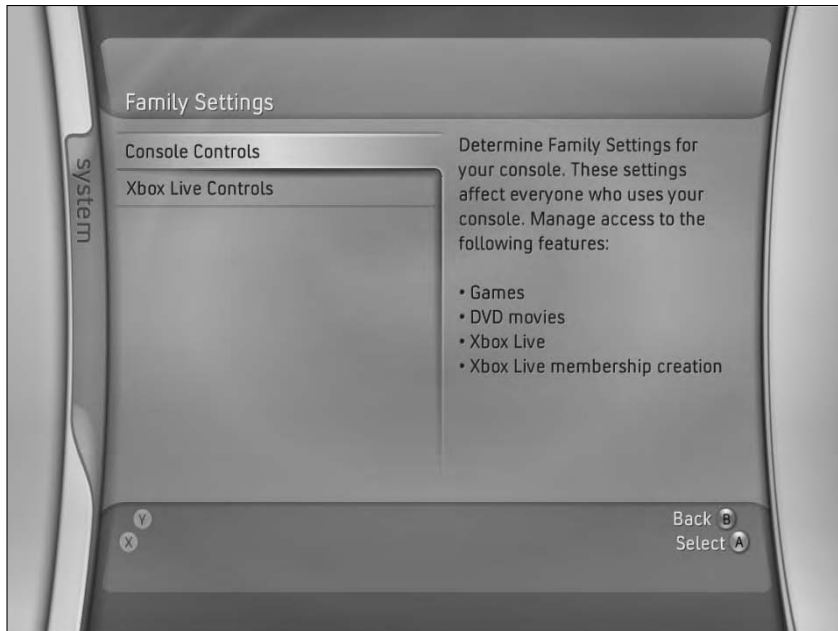 Family Settings
system
Console Controls
Xbox Live Controls
Determine Family Settings for
your console. These settings
affect everyone who uses your
console. Manage access to the
following features:
• Games
• DVD movies
• Xbox Live
• Xbox Live membership creation
Y
X
Back B
Select A